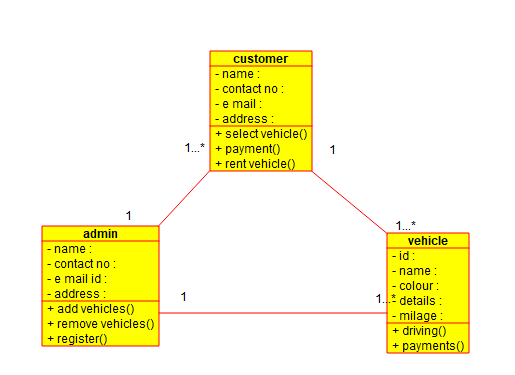 customer
- name :
- contact no :
- e mail :
- address :
+ select vehicle()
+ payment()
+ rent vehicle()
1...*
1
1
1...*
admin
- name :
- contact no :
- e mail id :
- address :
+ add vehicles()
+ remove vehicles()
+ register()
1
1...*
vehicle
- id :
- name :
- colour :
- details :
- milage :
+ driving()
+ payments()